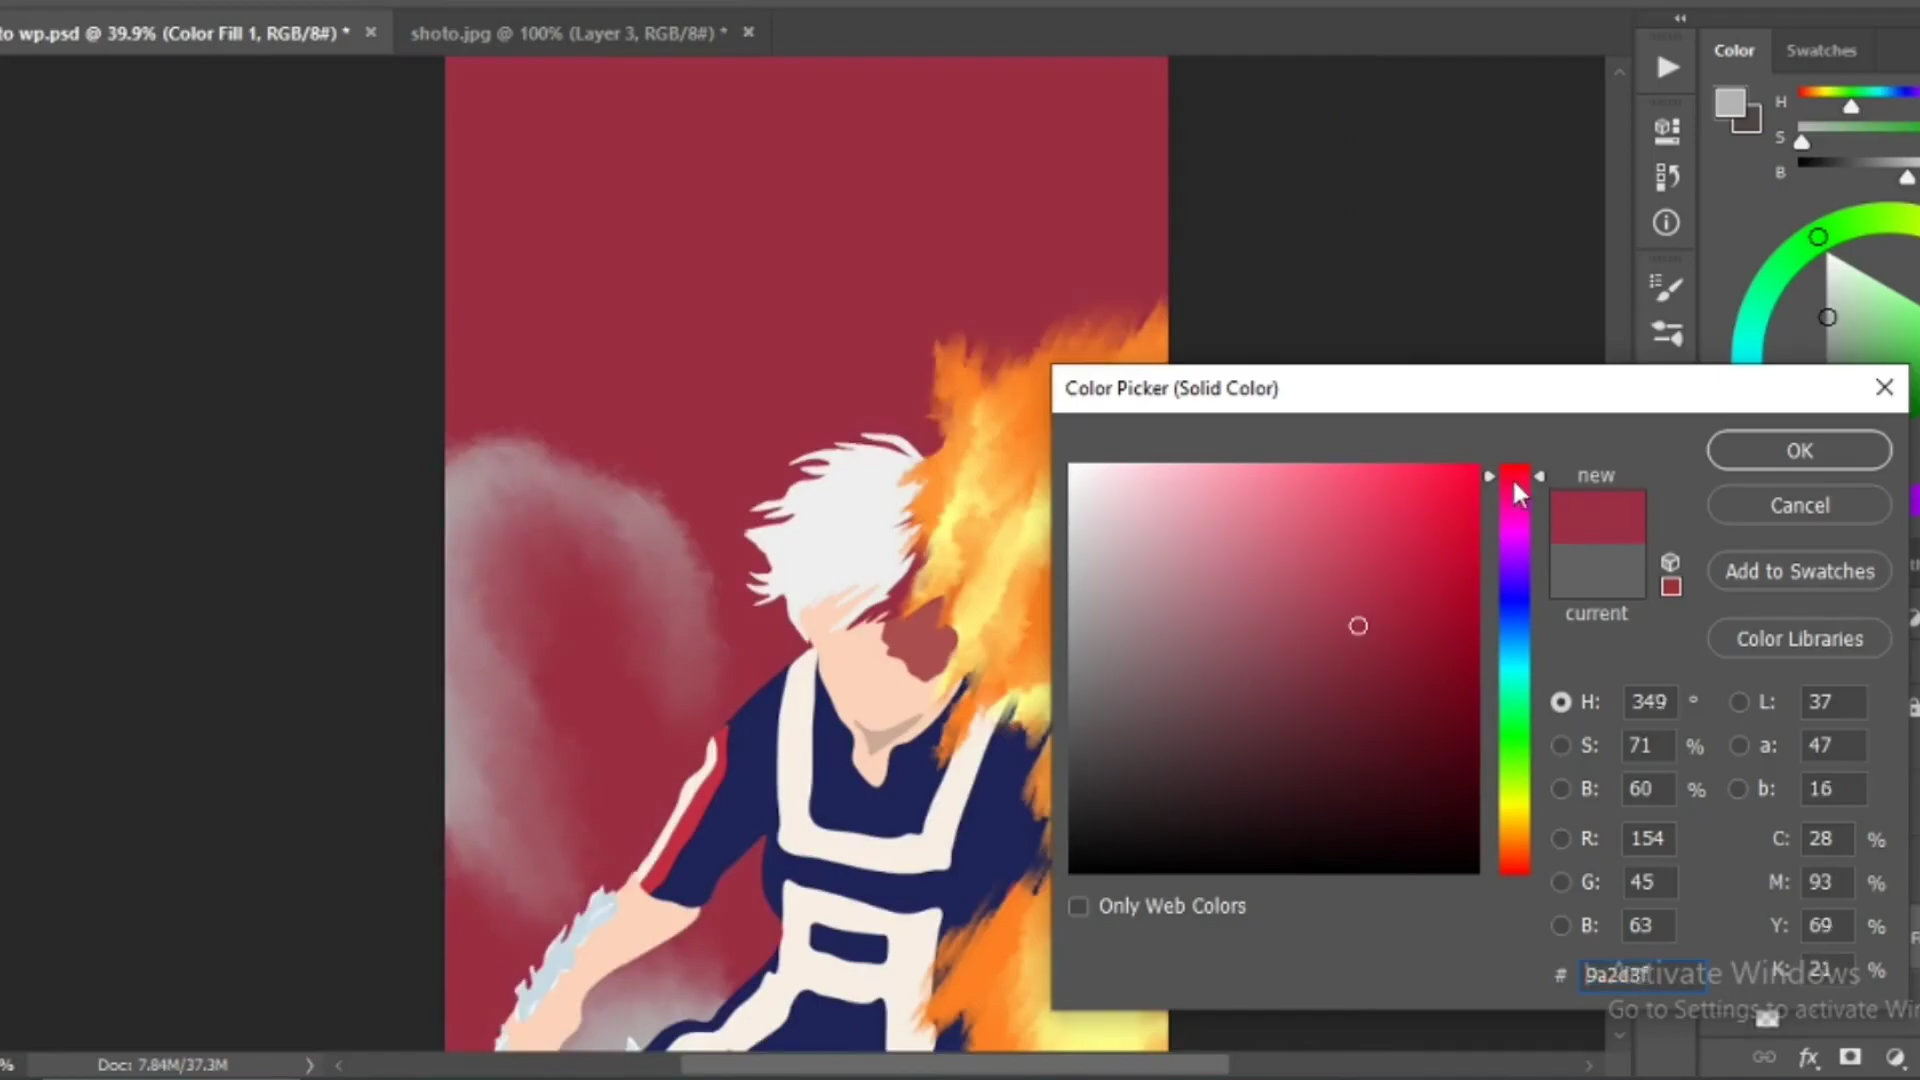 to wp.psd @ 39.9% (Color Fill 1, RGB/8#) * ×
shoto.jpg @ 100% (Layer 3, RGB/8#) * ×
Color Swatches
H
S
B
Color Picker (Solid Color)
new
OK
Cancel
Add to Swatches
current
Color Libraries
H: 349 ° L: 37
S: 71 % a: 47
B: 60 % b: 16
R: 154 C: 28 %
G: 45 M: 93 %
B: 63 Y: 69 %
Only Web Colors
# 9a2d3f K: 21 %
Activate Windows
Go to Settings to activate Wi
% Doc: 7.84M/37.3M
fx